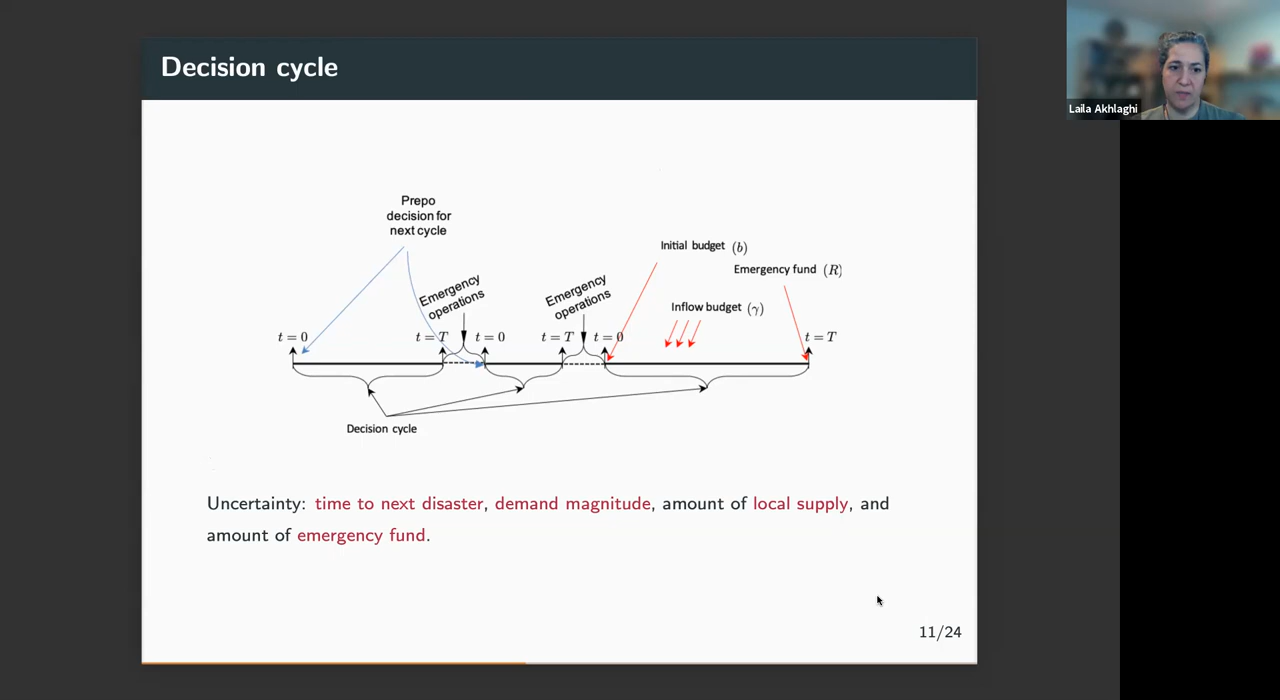 Decision cycle
Laila Akhlaghi
Prepo
decision for
next cycle
Initial budget (b)
Emergency fund (R)
Emergency
operations
Emergency
operations
Inflow budget (γ)
t = 0
t = T
t = 0
t = T
t = 0
t = T
Decision cycle
Uncertainty: time to next disaster, demand magnitude, amount of local supply, and
amount of emergency fund.
11/24